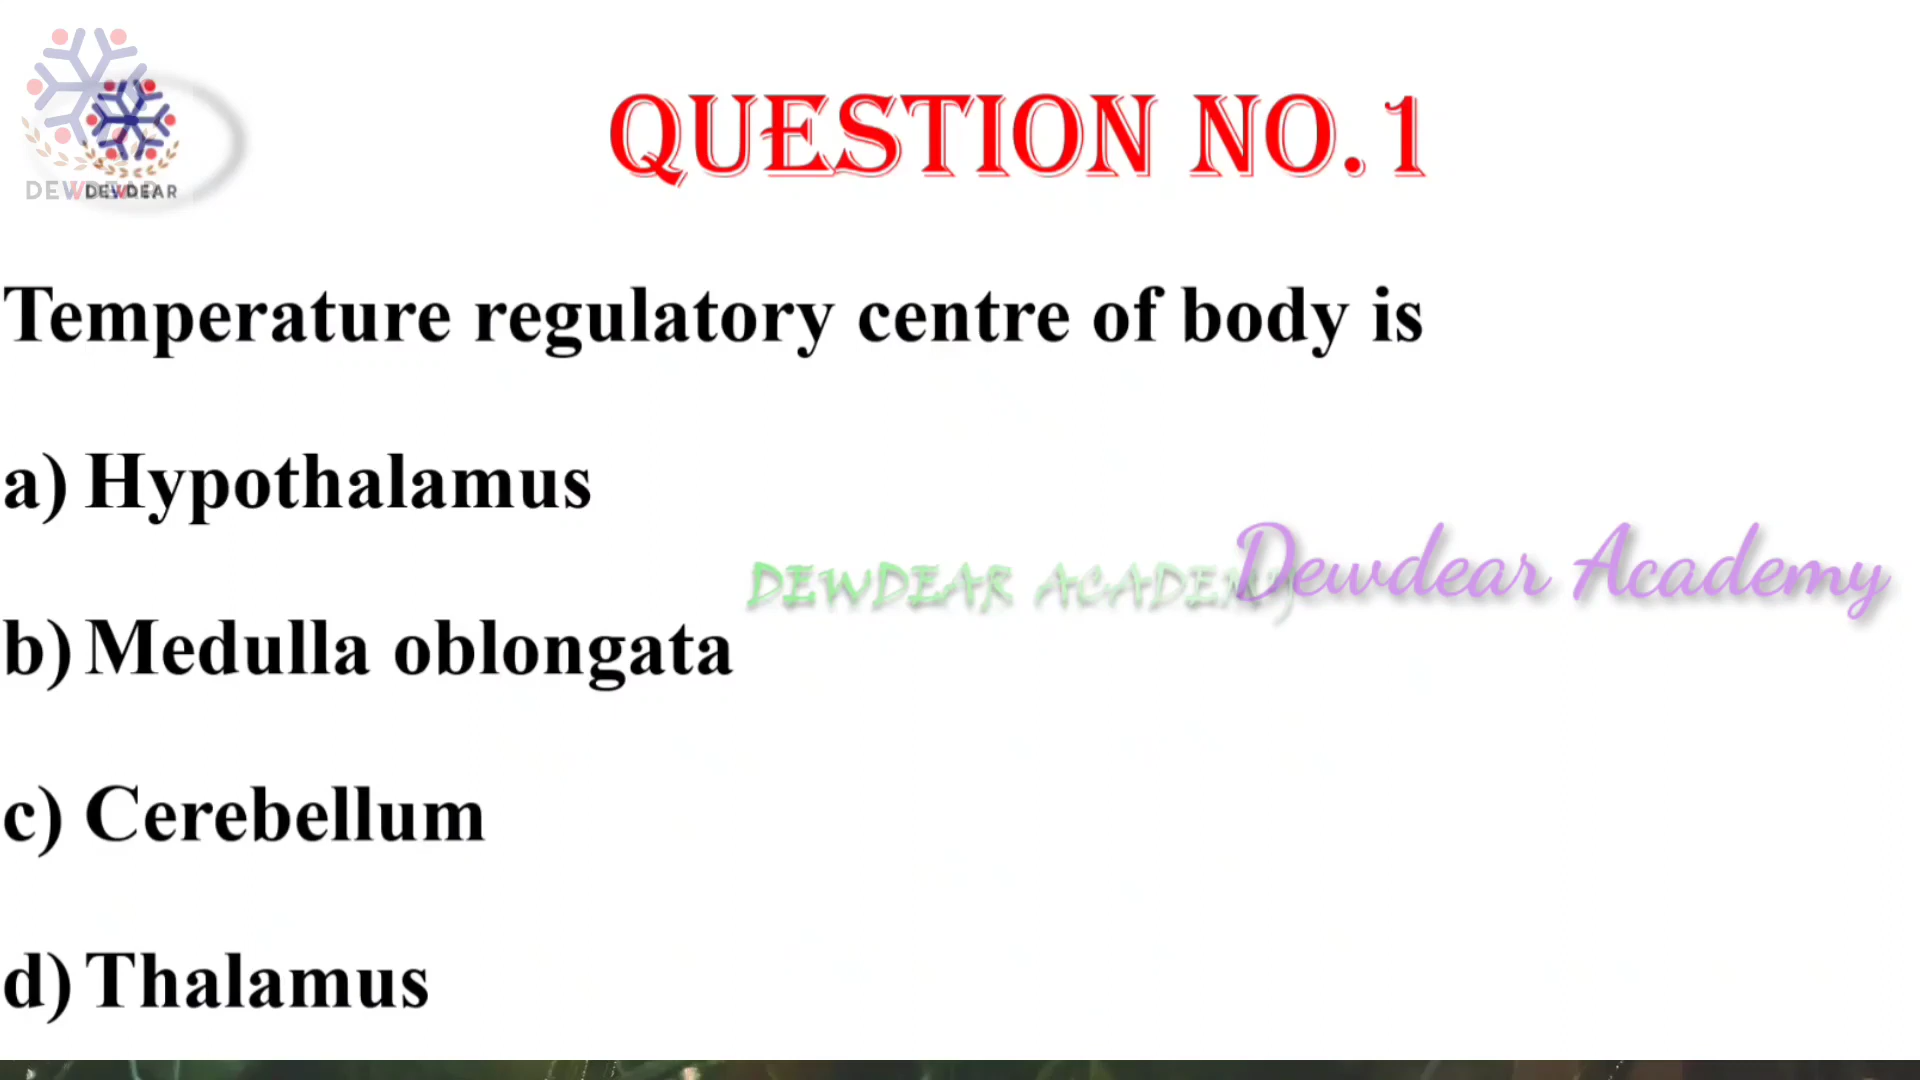 DEWDEAR
DEWDEAR
QUESTION NO.1
Temperature regulatory centre of body is
a) Hypothalamus
DEWDEAR ACADEMY
Dewdear Academy
b) Medulla oblongata
c) Cerebellum
d) Thalamus